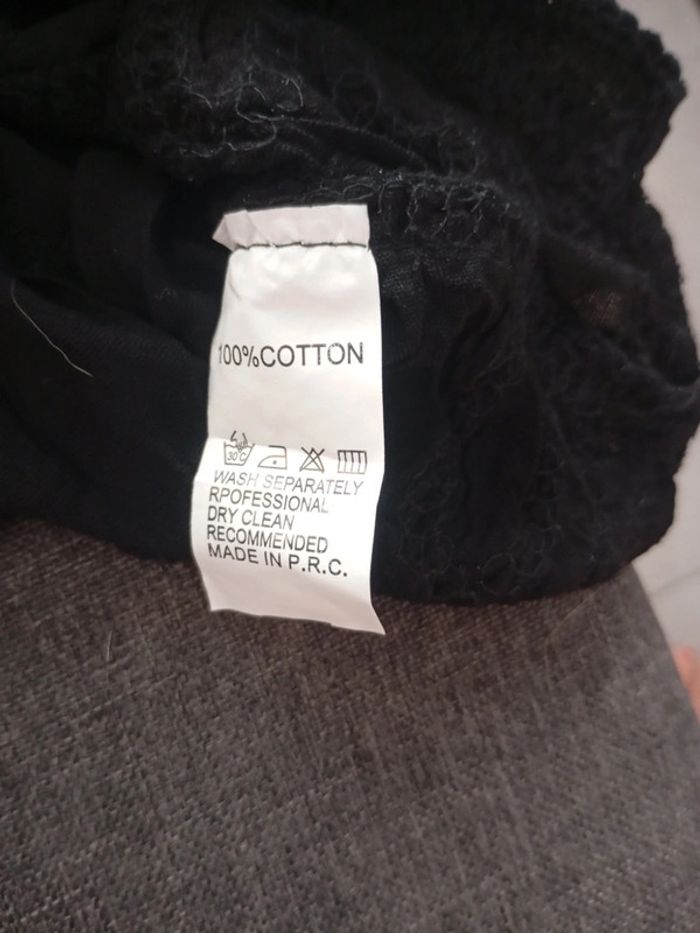 100%COTTON
30°C
WASH SEPARATELY
RPOFESSIONAL
DRY CLEAN
RECOMMENDED
MADE IN P.R.C.